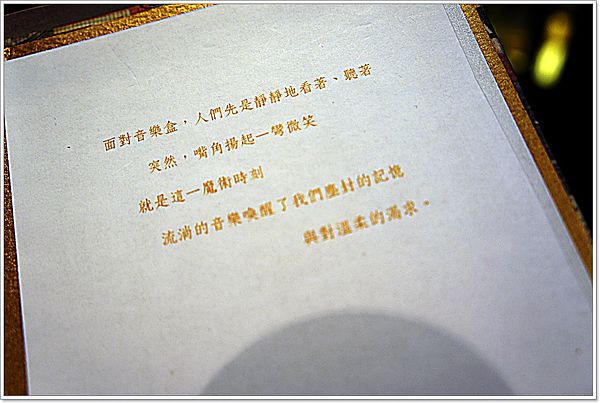 面對音樂盒，人們先是靜靜地看著、聽著
突然，嘴角揚起一彎微笑
就是這一魔術時刻
流淌的音樂喚醒了我們塵封的記憶
與對溫柔的渴求。